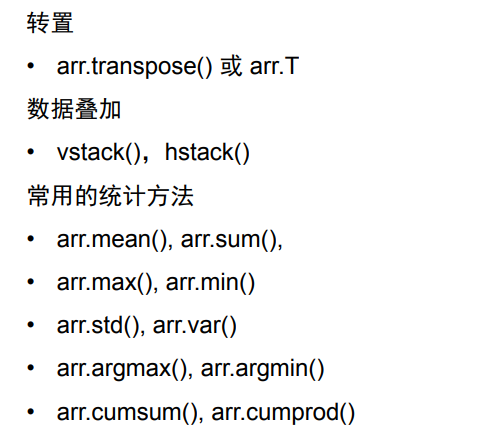 转置
• arr.transpose() 或 arr.T
数据叠加
• vstack()，hstack()
常用的统计方法
• arr.mean(), arr.sum(),
• arr.max(), arr.min()
• arr.std(), arr.var()
• arr.argmax(), arr.argmin()
• arr.cumsum(), arr.cumprod()